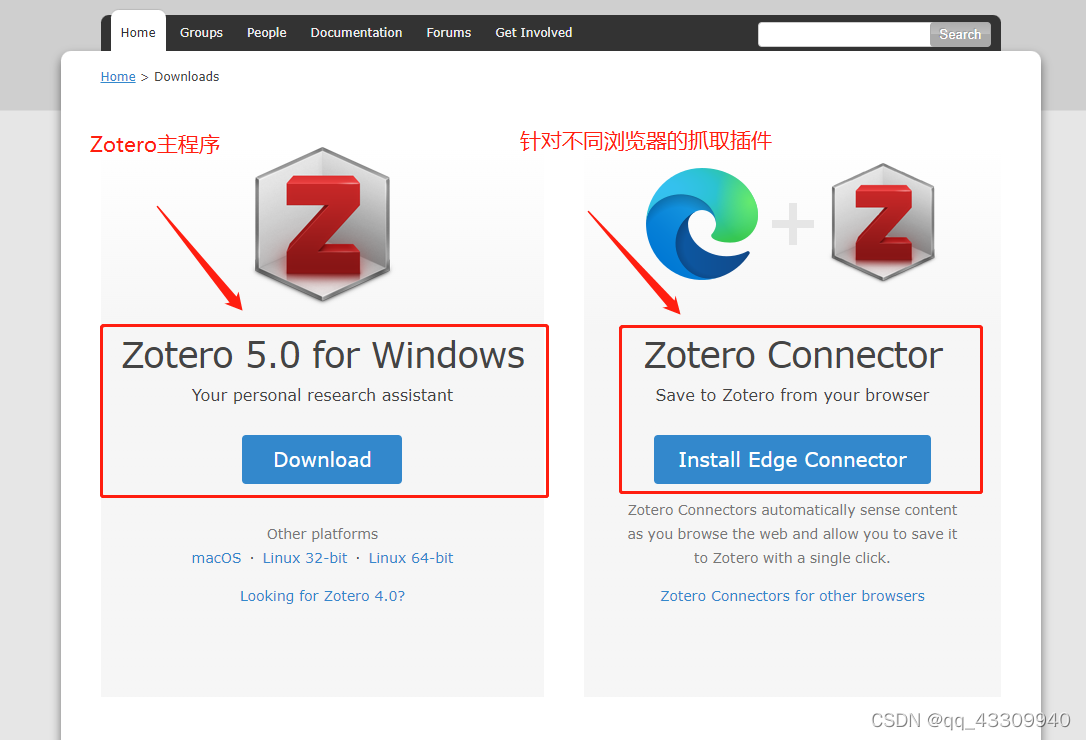 Home Groups People Documentation Forums Get Involved Search
Home > Downloads
Zotero主程序
针对不同浏览器的抓取插件
Z
Z
Zotero 5.0 for Windows
Your personal research assistant
Download
Other platforms
macOS · Linux 32-bit · Linux 64-bit
Looking for Zotero 4.0?
Zotero Connector
Save to Zotero from your browser
Install Edge Connector
Zotero Connectors automatically sense content
as you browse the web and allow you to save it
to Zotero with a single click.
Zotero Connectors for other browsers
CSDN @qq_43309940